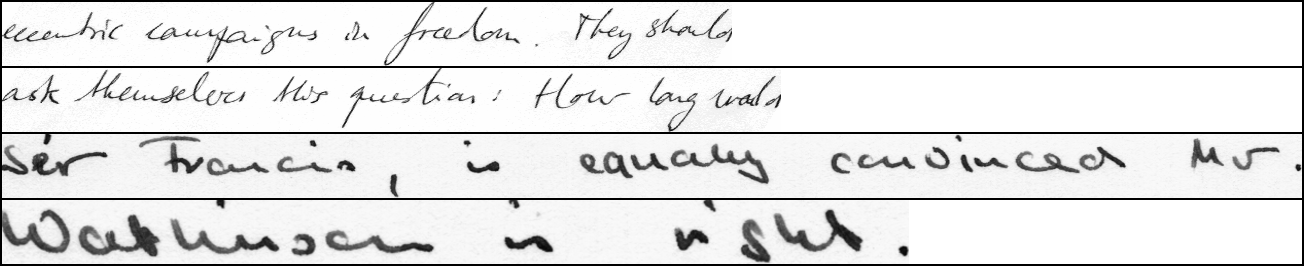 eccentric campaigns in freedom. They should
ask themselves this question: How long would
Sir Francis, is equally convinced Mr.
Watkinson is right.